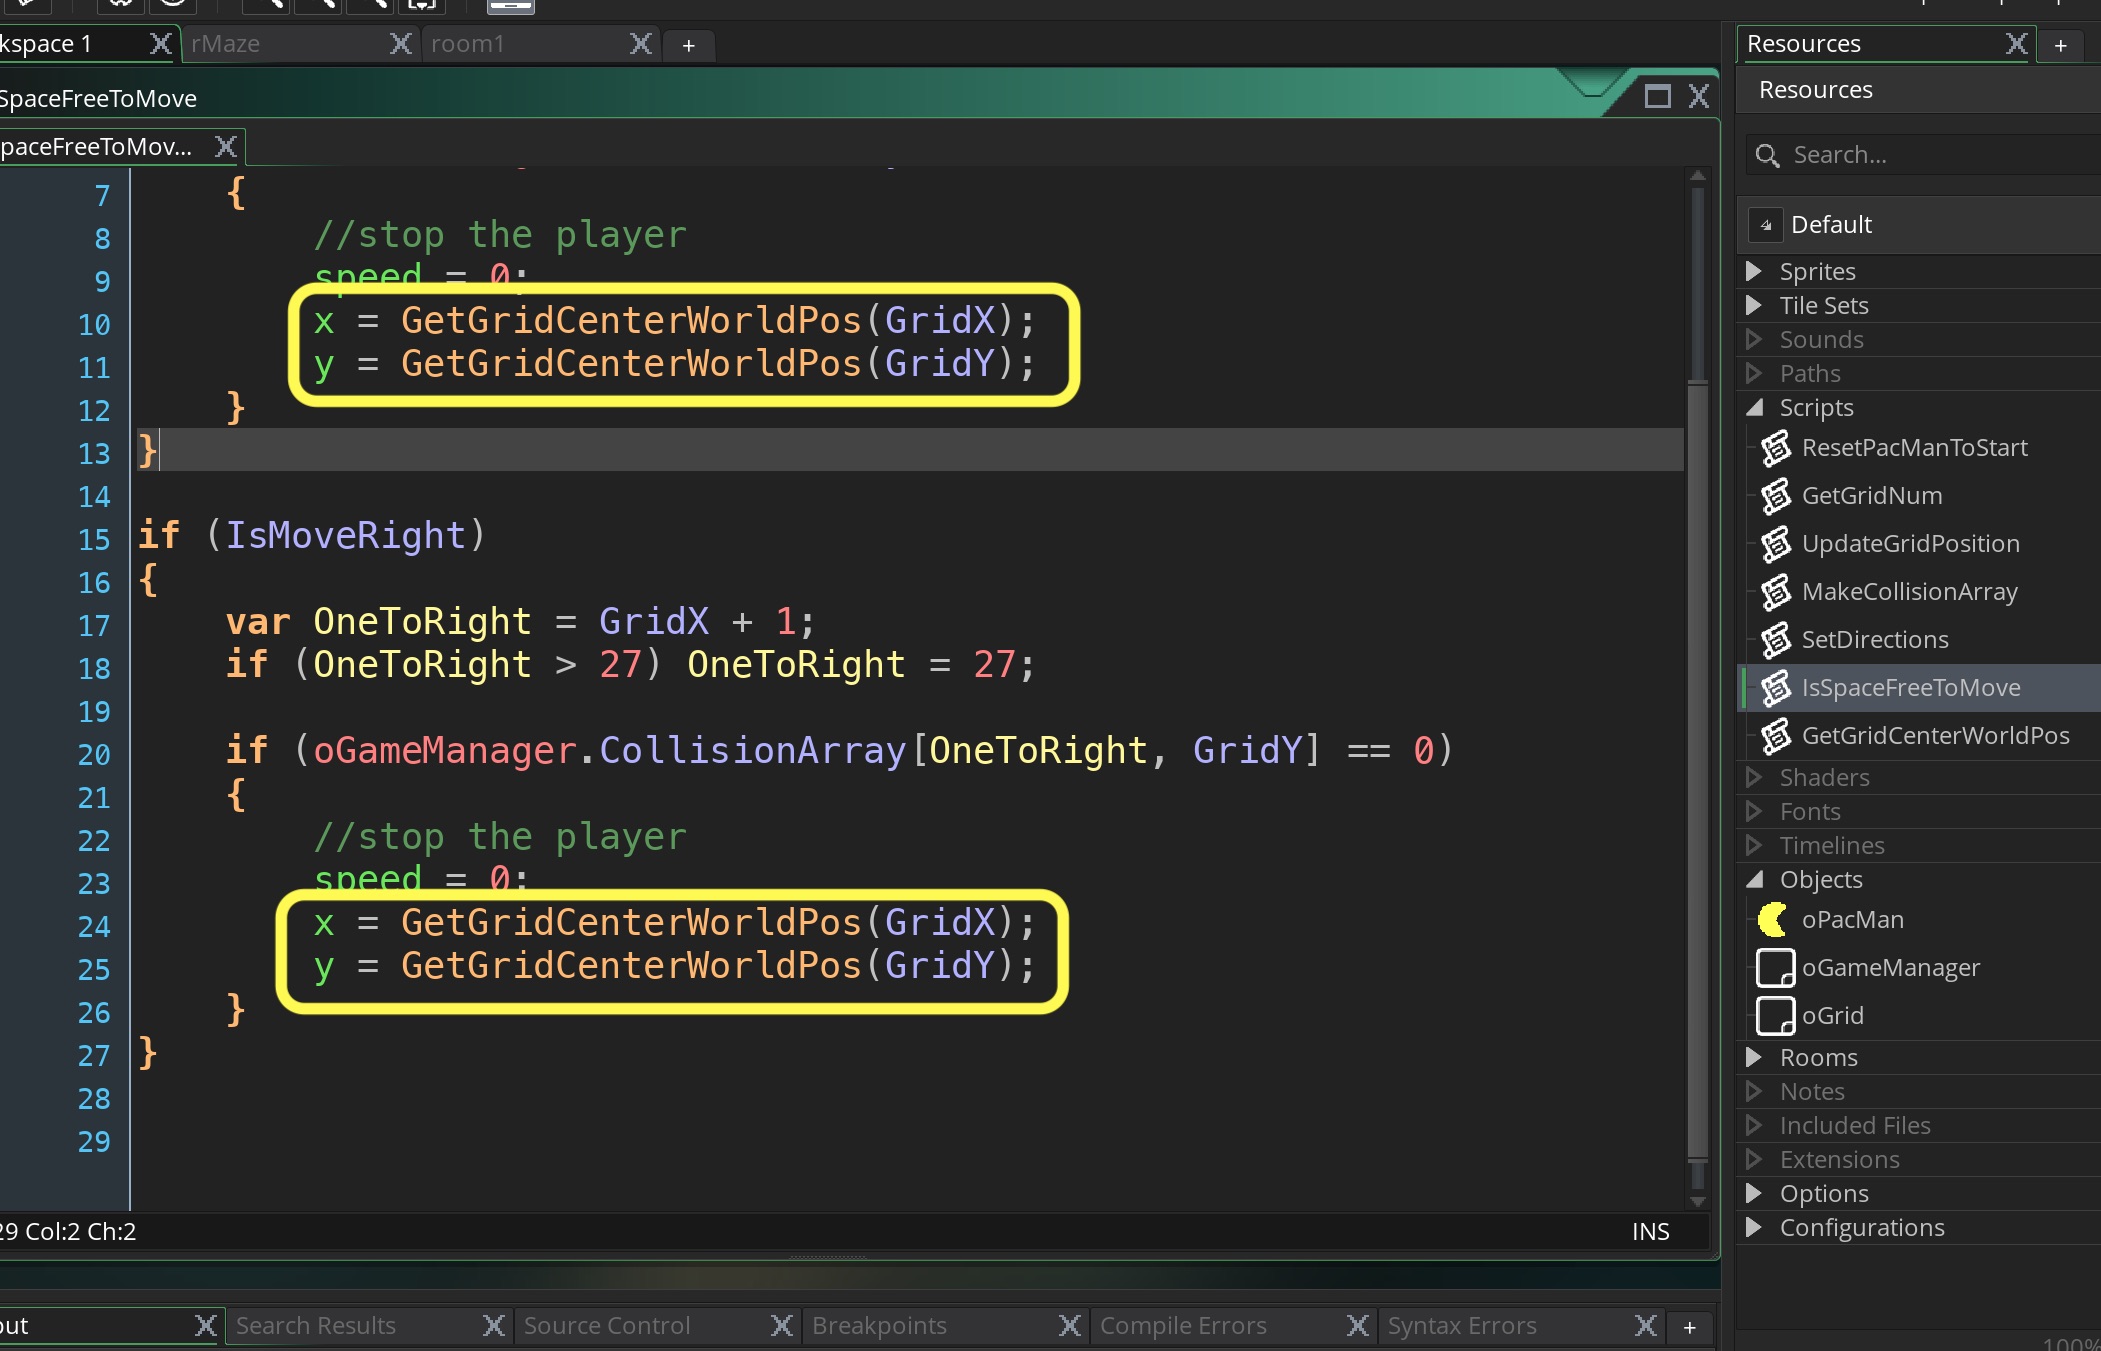 kspace 1
rMaze
room1
+
Resources
+
SpaceFreeToMove
Resources
paceFreeToMov...
Search...
Default
7 {
8 //stop the player
9 speed = 0;
10 x = GetGridCenterWorldPos(GridX);
11 y = GetGridCenterWorldPos(GridY);
12 }
13 }
14
15 if (IsMoveRight)
16 {
17 var OneToRight = GridX + 1;
18 if (OneToRight > 27) OneToRight = 27;
19
20 if (oGameManager.CollisionArray[OneToRight, GridY] == 0)
21 {
22 //stop the player
23 speed = 0;
24 x = GetGridCenterWorldPos(GridX);
25 y = GetGridCenterWorldPos(GridY);
26 }
27 }
28
29
Sprites
Tile Sets
Sounds
Paths
Scripts
ResetPacManToStart
GetGridNum
UpdateGridPosition
MakeCollisionArray
SetDirections
IsSpaceFreeToMove
GetGridCenterWorldPos
Shaders
Fonts
Timelines
Objects
oPacMan
oGameManager
oGrid
Rooms
Notes
Included Files
Extensions
Options
Configurations
29 Col:2 Ch:2
INS
out
Search Results
Source Control
Breakpoints
Compile Errors
Syntax Errors
+
100%